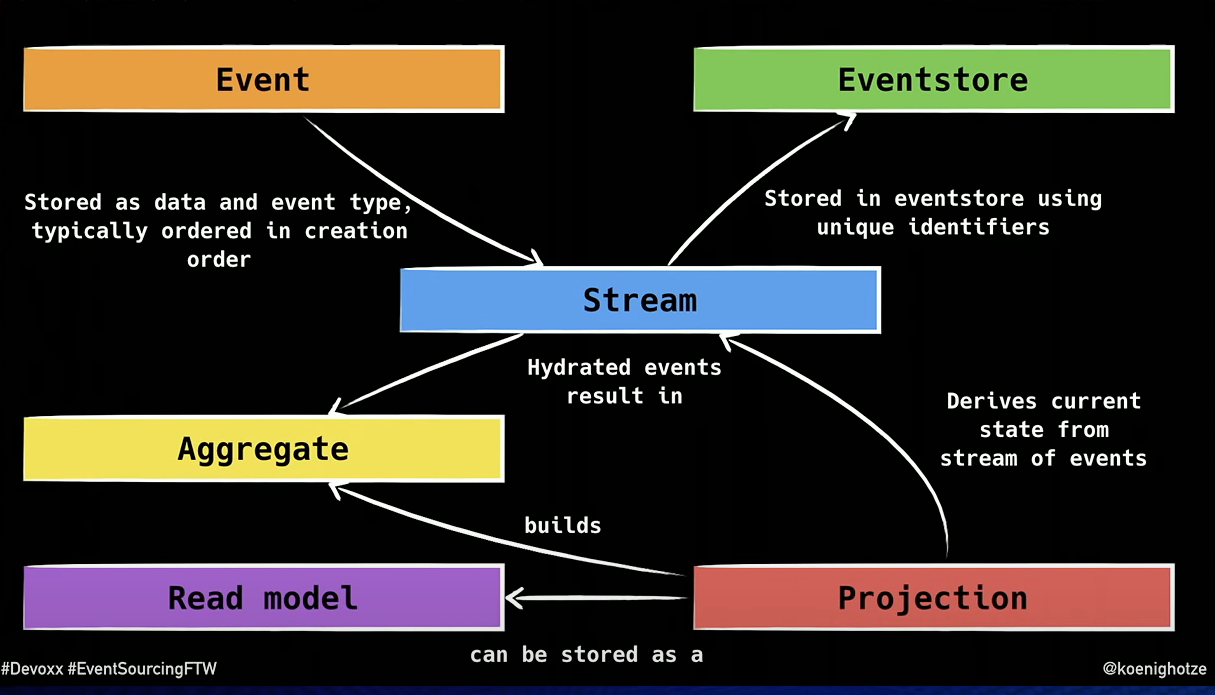 Event
Eventstore
Stored as data and event type,
typically ordered in creation
order
Stored in eventstore using
unique identifiers
Stream
Hydrated events
result in
Derives current
state from
stream of events
Aggregate
builds
Read model
Projection
can be stored as a
#Devoxx #EventSourcingFTW
@koenighotze